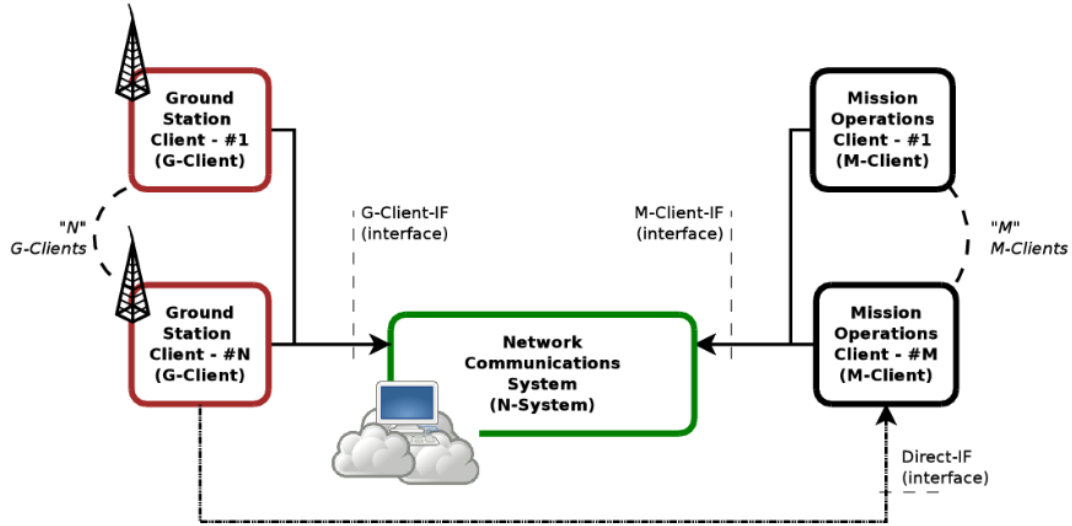 Ground
Station
Client - #1
(G-Client)
Mission
Operations
Client - #1
(M-Client)
"N"
G-Clients
G-Client-IF
(interface)
M-Client-IF
(interface)
"M"
M-Clients
Ground
Station
Client - #N
(G-Client)
Network
Communications
System
(N-System)
Mission
Operations
Client - #M
(M-Client)
Direct-IF
(interface)